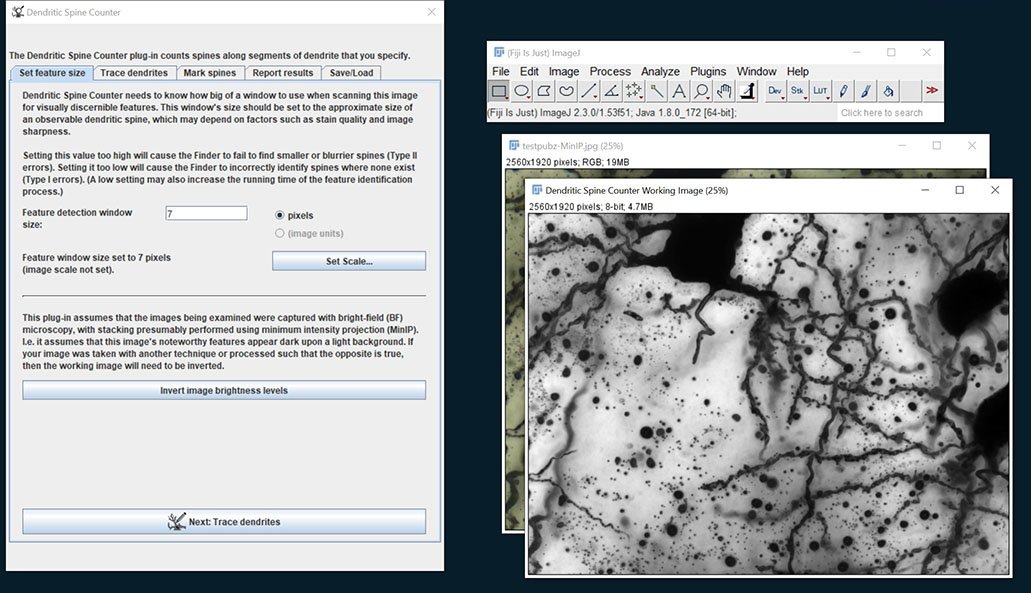 Dendritic Spine Counter
The Dendritic Spine Counter plug-in counts spines along segments of dendrite that you specify.
Set feature size Trace dendrites Mark spines Report results Save/Load
Dendritic Spine Counter needs to know how big of a window to use when scanning this image
for visually discernible features. This window's size should be set to the approximate size of
an observable dendritic spine, which may depend on factors such as stain quality and image
sharpness.
Setting this value too high will cause the Finder to fail to find smaller or blurrier spines (Type II
errors). Setting it too low will cause the Finder to incorrectly identify spines where none exist
(Type I errors). (A low setting may also increase the running time of the feature identification
process.)
Feature detection window
size:
7
pixels
(image units)
Feature window size set to 7 pixels
(image scale not set).
Set Scale...
This plug-in assumes that the images being examined were captured with bright-field (BF)
microscopy, with stacking presumably performed using minimum intensity projection (MinIP).
I.e. it assumes that this image's noteworthy features appear dark upon a light background. If
your image was taken with another technique or processed such that the opposite is true,
then the working image will need to be inverted.
Invert image brightness levels
Next: Trace dendrites
(Fiji Is Just) ImageJ
File Edit Image Process Analyze Plugins Window Help
A Dev Stk LUT >>
(Fiji Is Just) ImageJ 2.3.0/1.53f51; Java 1.8.0_172 [64-bit];
Click here to search
testpubz-MinIP.jpg (25%)
2560x1920 pixels; RGB; 19MB
Dendritic Spine Counter Working Image (25%)
2560x1920 pixels; 8-bit; 4.7MB